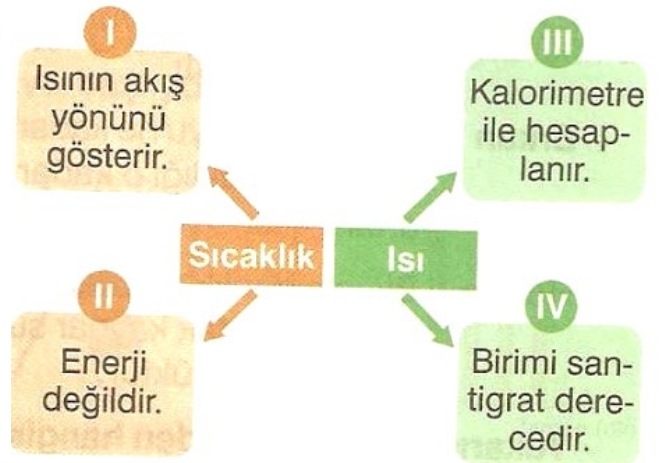 I
Isının akış
yönünü
gösterir.
III
Kalorimetre
ile hesap-
lanır.
Sıcaklık
Isı
II
Enerji
değildir.
IV
Birimi san-
tigrat dere-
cedir.